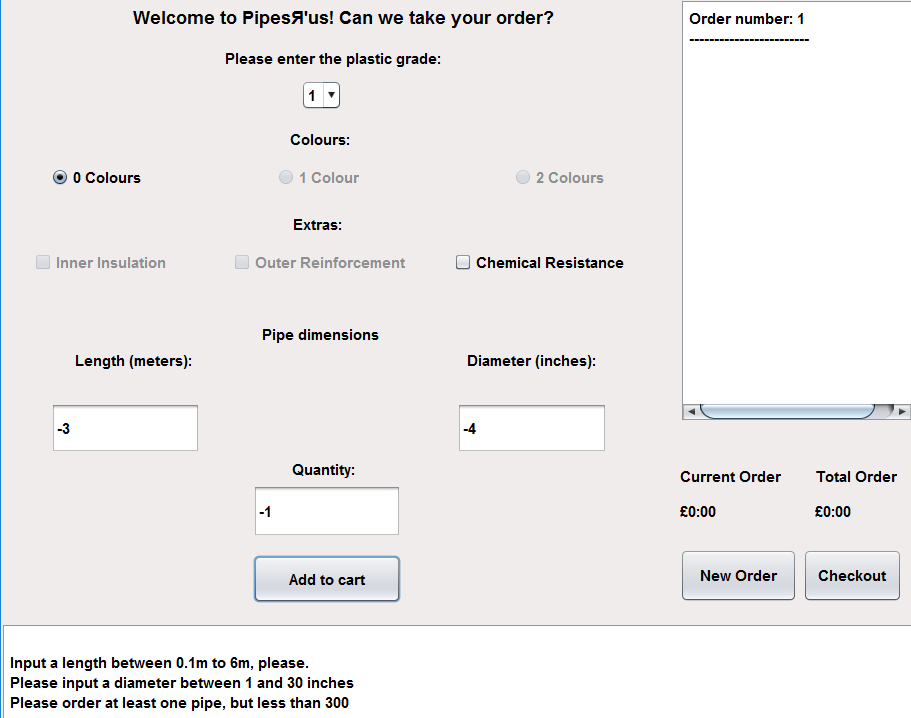 Welcome to PipesЯ'us! Can we take your order?
Please enter the plastic grade:
1
Colours:
0 Colours
1 Colour
2 Colours
Extras:
Inner Insulation
Outer Reinforcement
Chemical Resistance
Pipe dimensions
Length (meters):
Diameter (inches):
-3
-4
Quantity:
-1
Add to cart
Order number: 1
------------------------
Current Order
Total Order
£0:00
£0:00
New Order
Checkout
Input a length between 0.1m to 6m, please.
Please input a diameter between 1 and 30 inches
Please order at least one pipe, but less than 300